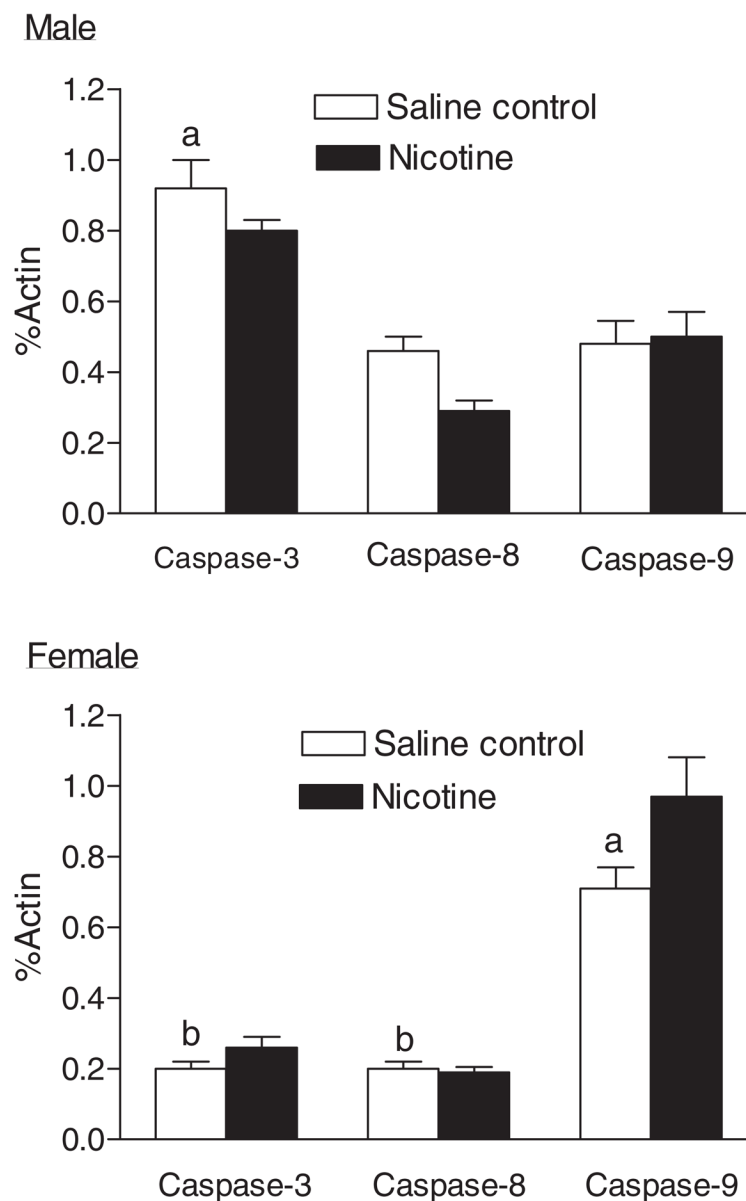 Male
1.2
Saline control
a
Nicotine
1.0
0.8
0.6
0.4
0.2
0.0
%Actin
Caspase-3 Caspase-8 Caspase-9
Female
1.2
Saline control
Nicotine
1.0
0.8
a
0.6
0.4
b b
0.2
0.0
%Actin
Caspase-3 Caspase-8 Caspase-9